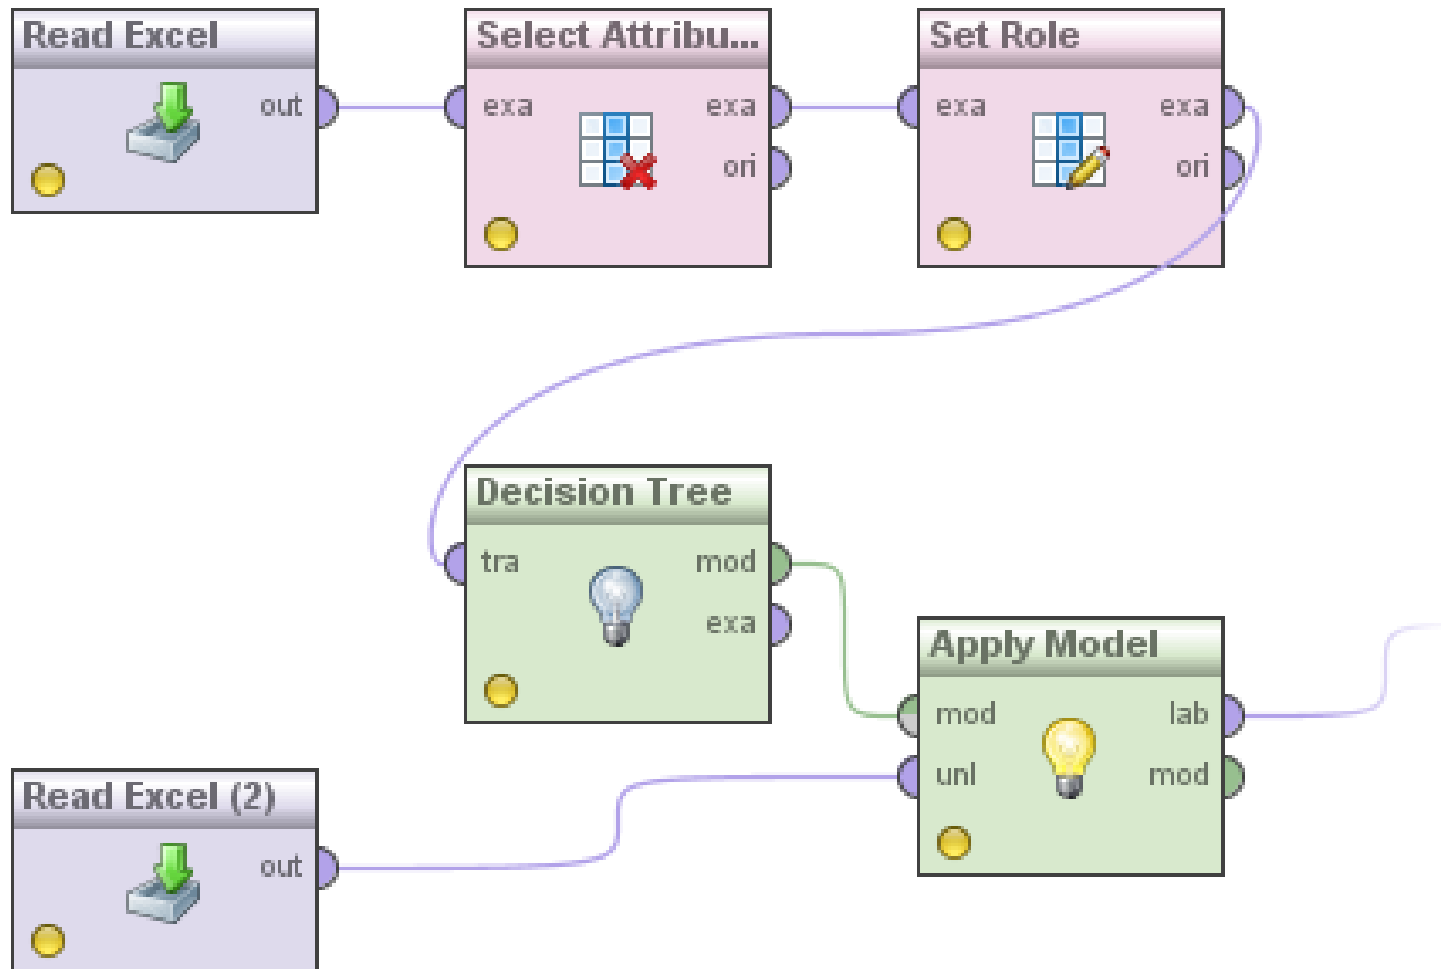 Read Excel
out
Select Attribu...
exa
exa
ori
Set Role
exa
exa
ori
Decision Tree
tra
mod
exa
Apply Model
mod
lab
unl
mod
Read Excel (2)
out